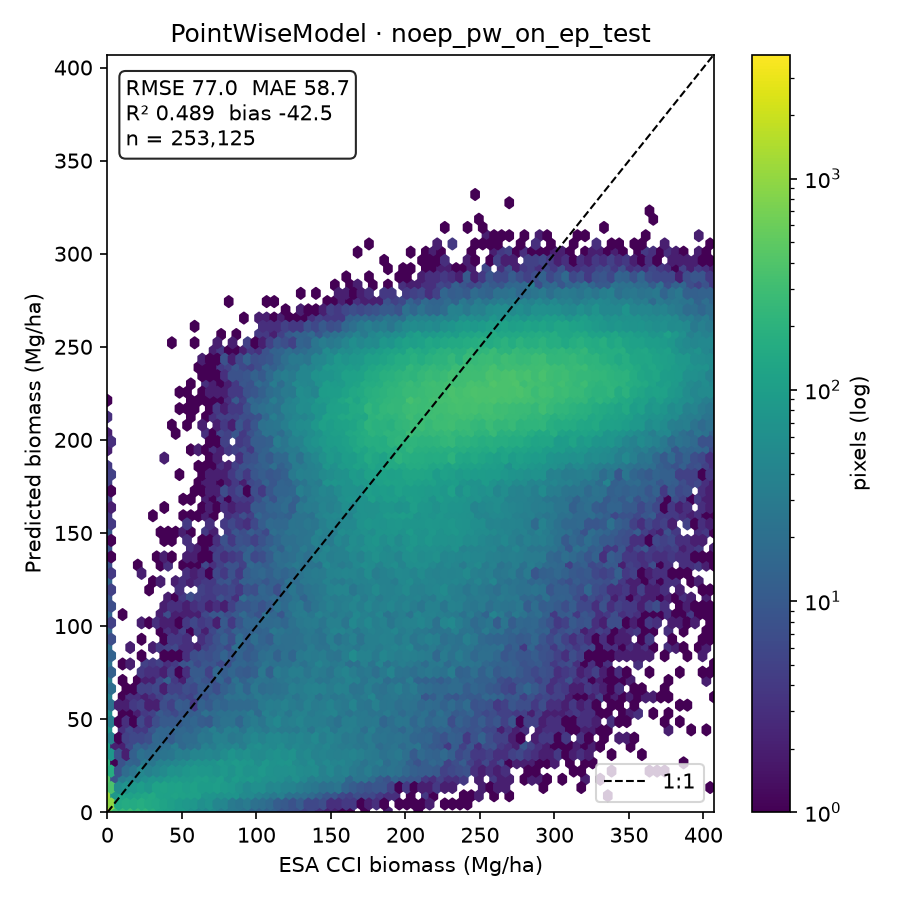 PointWiseModel · noep_pw_on_ep_test
RMSE 77.0  MAE 58.7
R² 0.489  bias -42.5
n = 253,125
400
350
300
250
200
150
100
50
0
Predicted biomass (Mg/ha)
0 50 100 150 200 250 300 350 400
ESA CCI biomass (Mg/ha)
1:1
10³
10²
10¹
10⁰
pixels (log)